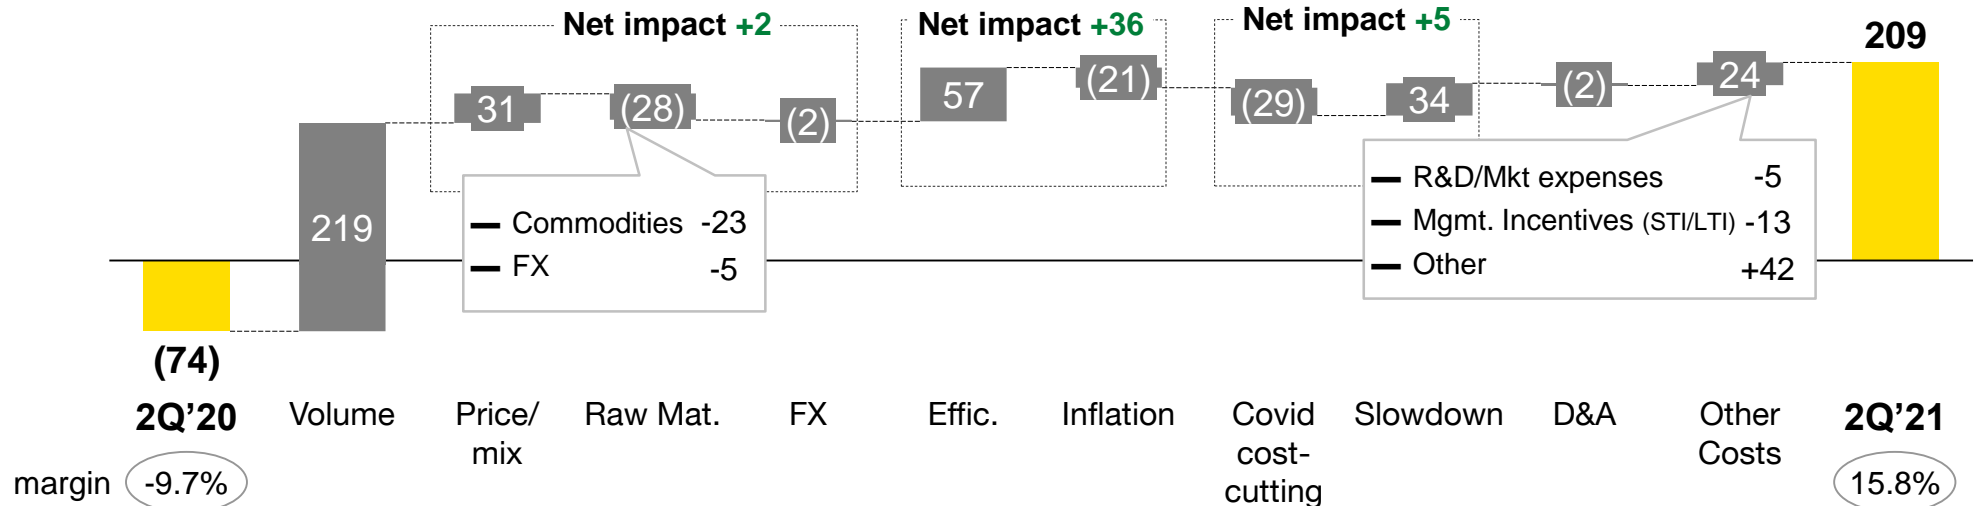 Net impact +2
Net impact +36
Net impact +5
209
31
(28)
(2)
57
(21)
(29)
34
(2)
24
219
Commodities -23
FX -5
R&D/Mkt expenses -5
Mgmt. Incentives (STI/LTI) -13
Other +42
(74)
2Q’20
Volume
Price/
mix
Raw Mat.
FX
Effic.
Inflation
Covid
cost-
cutting
Slowdown
D&A
Other
Costs
2Q’21
margin -9.7%
15.8%